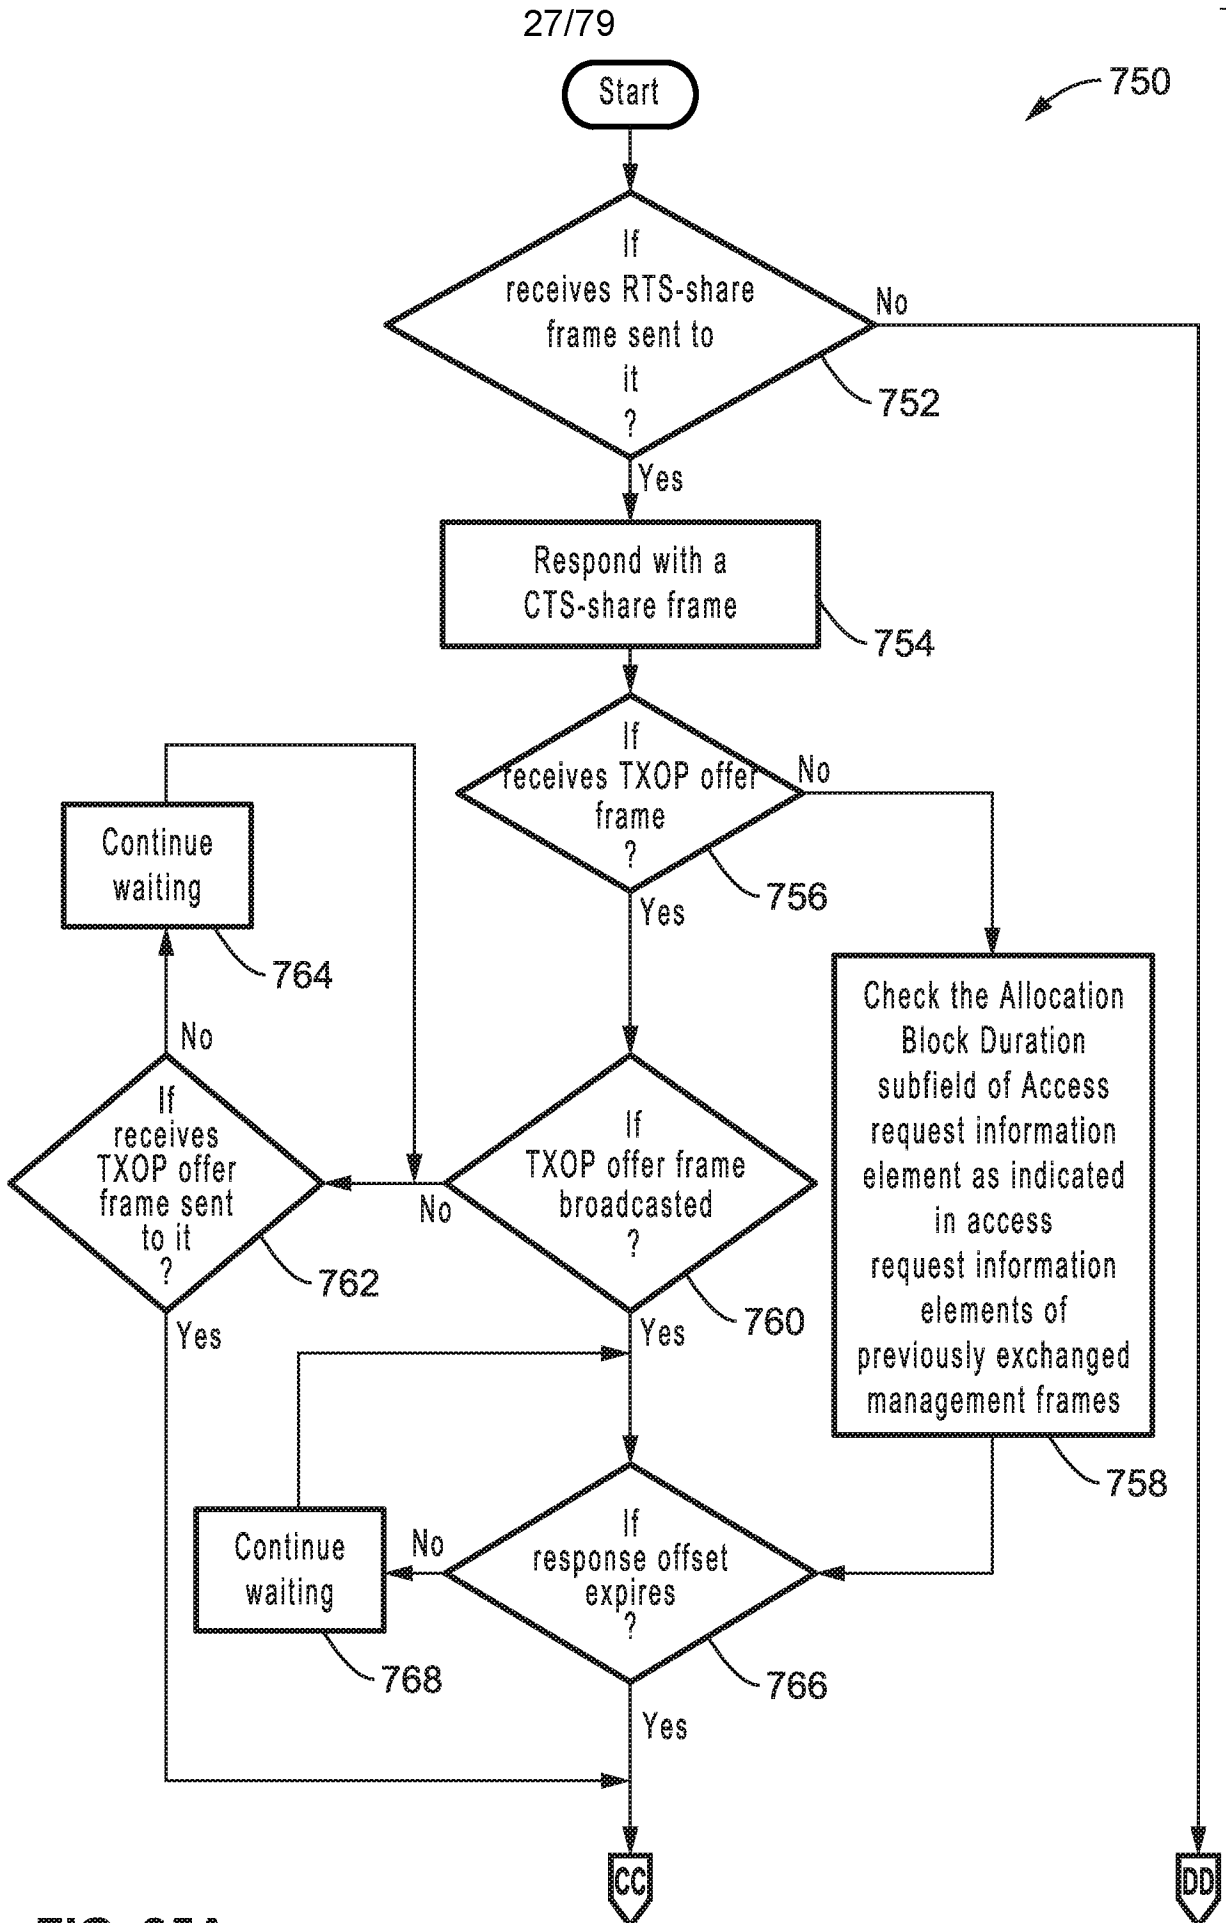 27/79
Start
750
If
receives RTS-share
frame sent to
it
?
No
752
Yes
Respond with a
CTS-share frame
754
If
receives TXOP offer
frame
?
No
756
Yes
Continue
waiting
764
No
If
receives
TXOP offer
frame sent
to it
?
762
Yes
If
TXOP offer frame
broadcasted
?
No
760
Yes
Check the Allocation
Block Duration
subfield of Access
request information
element as indicated
in access
request information
elements of
previously exchanged
management frames
758
If
response offset
expires
?
No
766
Yes
Continue
waiting
768
CC
DD